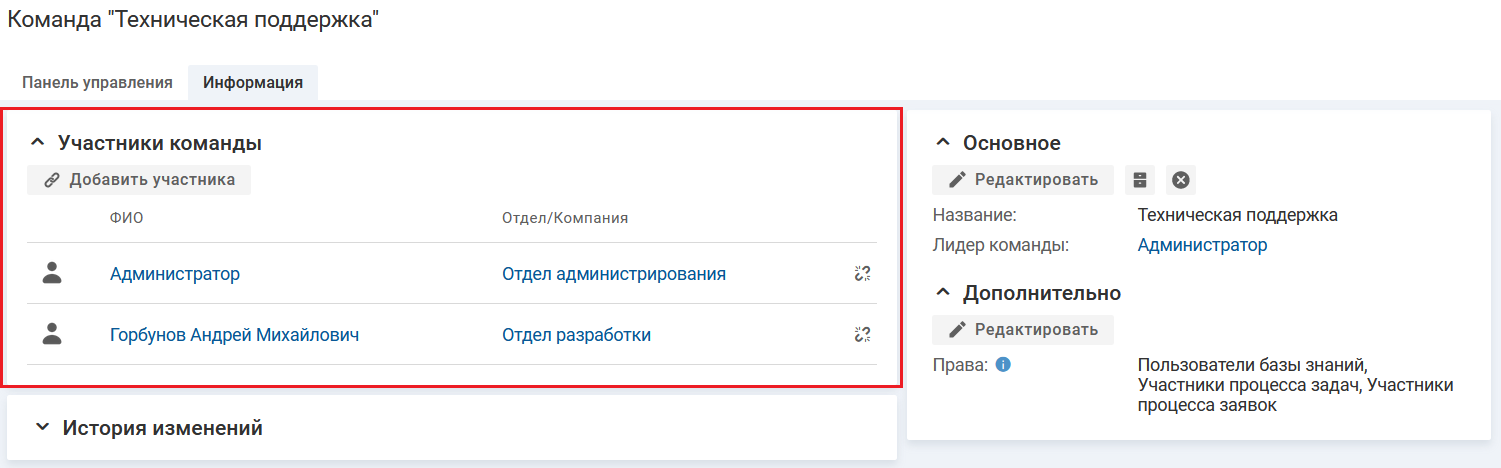 Команда "Техническая поддержка"
Панель управления
Информация
Участники команды
Добавить участника
ФИО
Отдел/Компания
Администратор
Отдел администрирования
Горбунов Андрей Михайлович
Отдел разработки
История изменений
Основное
Редактировать
Название:
Техническая поддержка
Лидер команды:
Администратор
Дополнительно
Редактировать
Права:
Пользователи базы знаний,
Участники процесса задач, Участники
процесса заявок